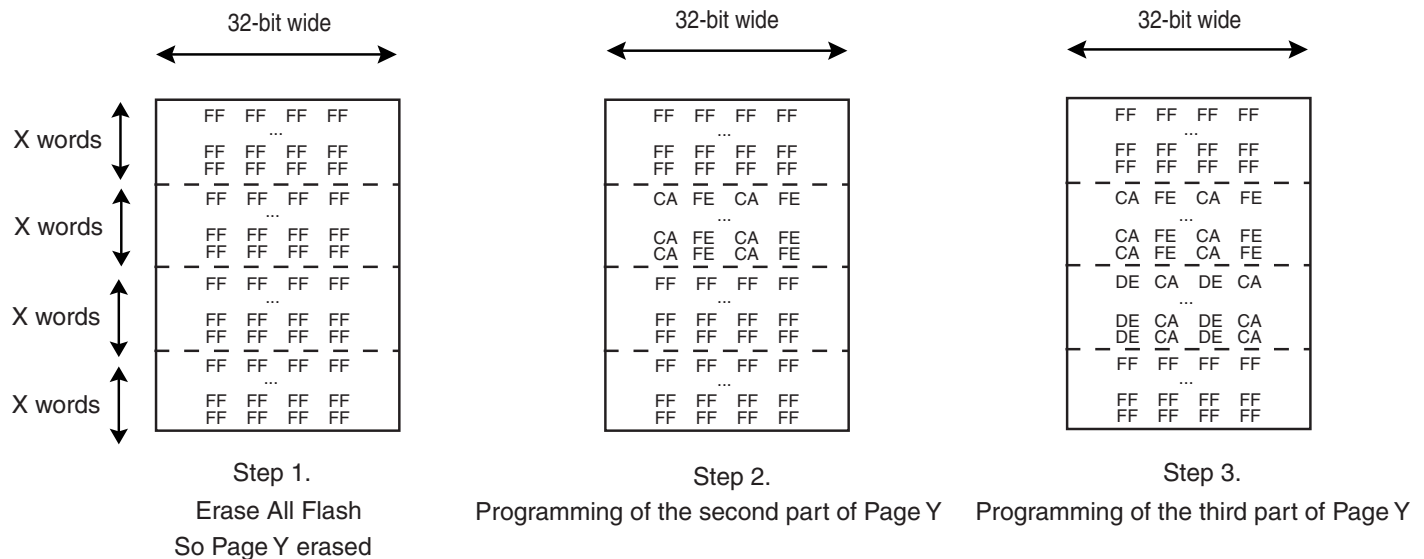 32-bit wide 32-bit wide 32-bit wide
X words
X words
X words
X words
FF FF FF FF
...
FF FF FF FF
FF FF FF FF
FF FF FF FF
...
FF FF FF FF
FF FF FF FF
FF FF FF FF
...
FF FF FF FF
FF FF FF FF
FF FF FF FF
...
FF FF FF FF
FF FF FF FF
Step 1.
Erase All Flash
So Page Y erased
FF FF FF FF
...
FF FF FF FF
FF FF FF FF
CA FE CA FE
...
CA FE CA FE
CA FE CA FE
FF FF FF FF
...
FF FF FF FF
FF FF FF FF
FF FF FF FF
...
FF FF FF FF
FF FF FF FF
Step 2.
Programming of the second part of Page Y
FF FF FF FF
...
FF FF FF FF
FF FF FF FF
CA FE CA FE
...
CA FE CA FE
CA FE CA FE
DE CA DE CA
...
DE CA DE CA
DE CA DE CA
FF FF FF FF
...
FF FF FF FF
FF FF FF FF
Step 3.
Programming of the third part of Page Y